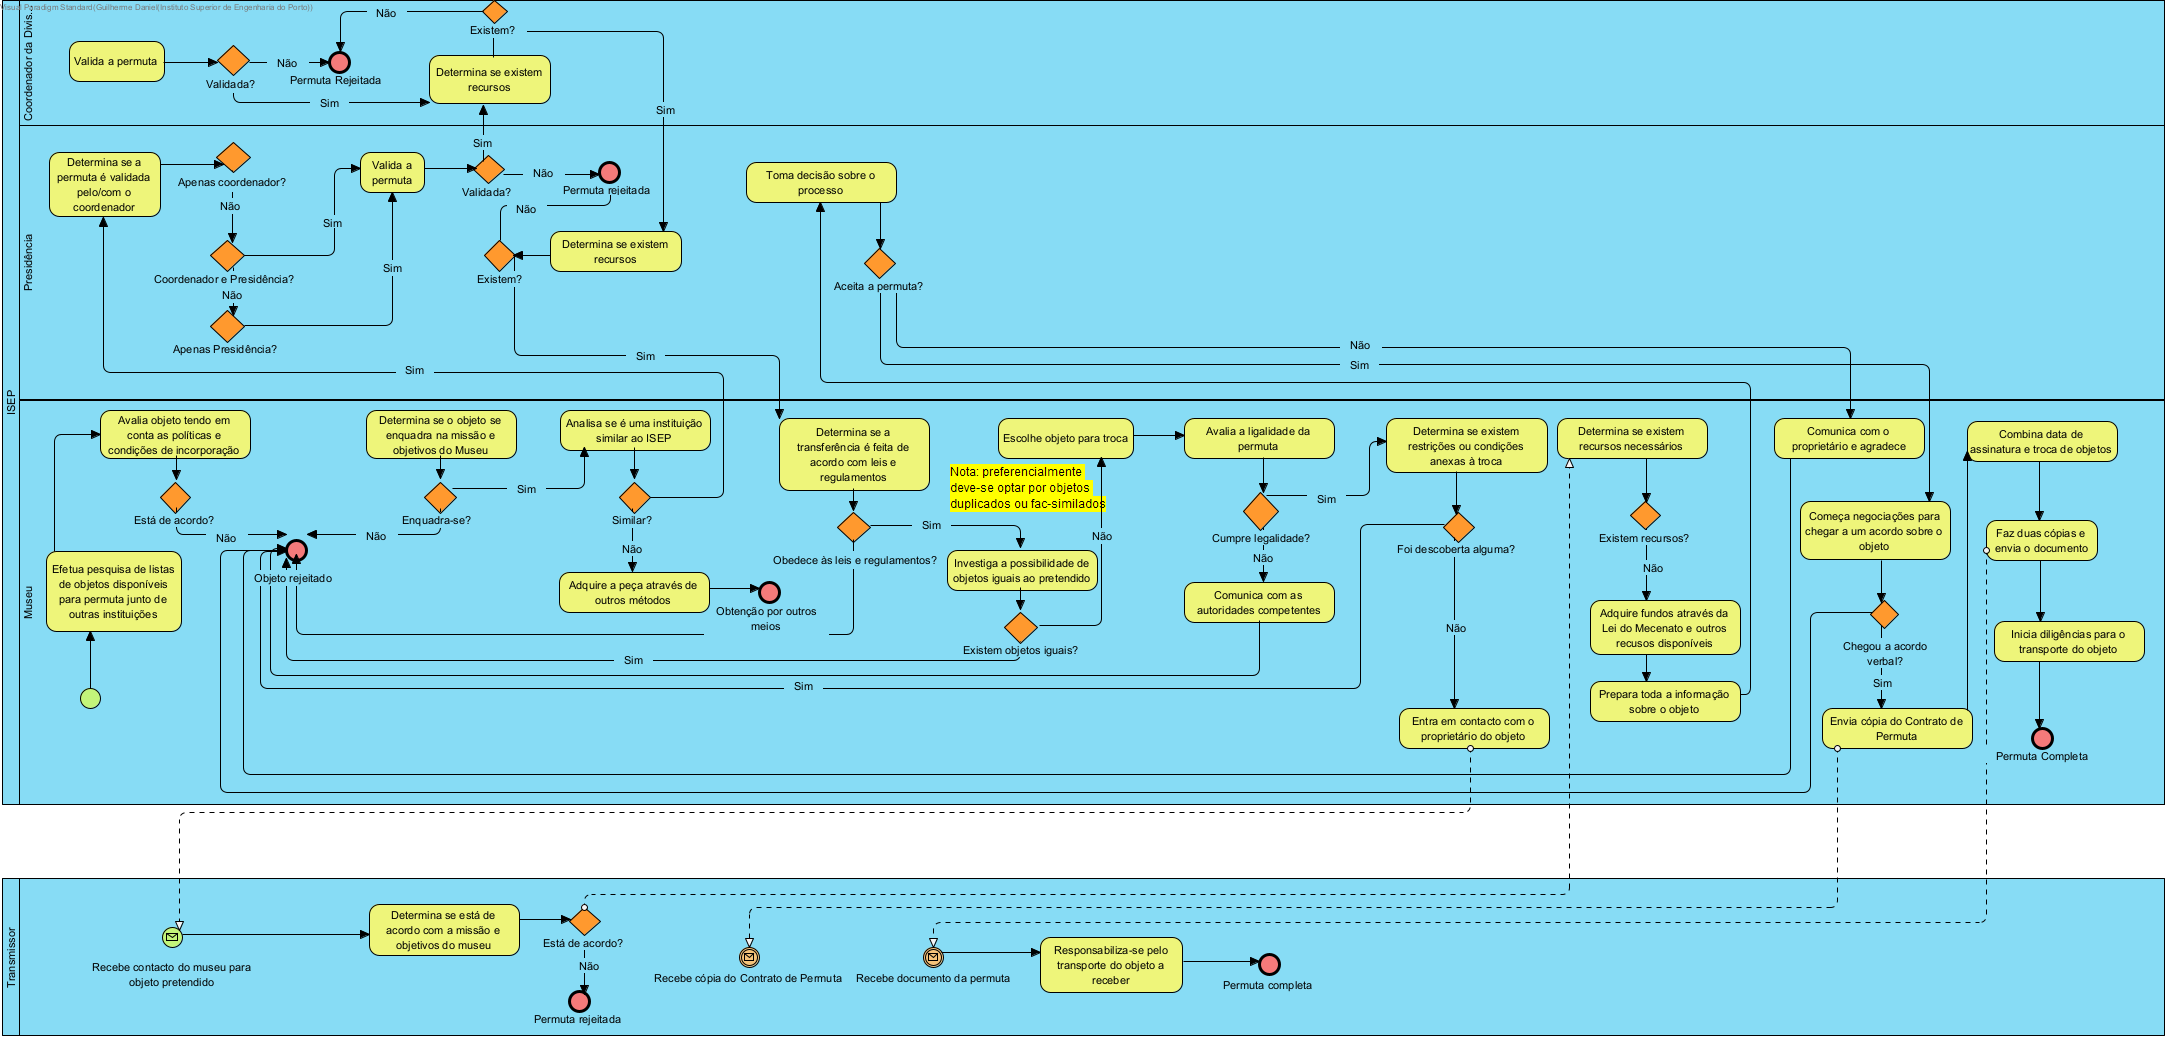 Visual Paradigm Standard(Guilherme Daniel(Instituto Superior de Engenharia do Porto))
ISEP
Coordenador da Divis...
Não
Existem?
Valida a permuta
Validada?
Não
Permuta Rejeitada
Sim
Determina se existem
recursos
Sim
Presidência
Determina se a
permuta é validada
pelo/com o
coordenador
Apenas coordenador?
Não
Coordenador e Presidência?
Não
Apenas Presidência?
Sim
Sim
Valida a
permuta
Sim
Validada?
Não
Permuta rejeitada
Não
Existem?
Determina se existem
recursos
Sim
Sim
Toma decisão sobre o
processo
Aceita a permuta?
Não
Sim
Museu
Avalia objeto tendo em
conta as políticas e
condições de incorporação
Está de acordo?
Não
Efetua pesquisa de listas
de objetos disponíveis
para permuta junto de
outras instituições
Objeto rejeitado
Determina se o objeto se
enquadra na missão e
objetivos do Museu
Enquadra-se?
Não
Sim
Analisa se é uma instituição
similar ao ISEP
Similar?
Não
Adquire a peça através de
outros métodos
Obtenção por outros
meios
Determina se a
transferência é feita de
acordo com leis e
regulamentos
Obedece às leis e regulamentos?
Sim
Investiga a possibilidade de
objetos iguais ao pretendido
Existem objetos iguais?
Sim
Não
Escolhe objeto para troca
Nota: preferencialmente
deve-se optar por objetos
duplicados ou fac-similados
Avalia a ligalidade da
permuta
Cumpre legalidade?
Sim
Não
Comunica com as
autoridades competentes
Determina se existem
restrições ou condições
anexas à troca
Foi descoberta alguma?
Sim
Não
Entra em contacto com o
proprietário do objeto
Determina se existem
recursos necessários
Existem recursos?
Não
Adquire fundos através da
Lei do Mecenato e outros
recusos disponíveis
Prepara toda a informação
sobre o objeto
Comunica com o
proprietário e agradece
Começa negociações para
chegar a um acordo sobre o
objeto
Chegou a acordo
verbal?
Sim
Envia cópia do Contrato de
Permuta
Combina data de
assinatura e troca de objetos
Faz duas cópias e
envia o documento
Inicia diligências para o
transporte do objeto
Permuta Completa
Transmissor
Recebe contacto do museu para
objeto pretendido
Determina se está de
acordo com a missão e
objetivos do museu
Está de acordo?
Não
Permuta rejeitada
Recebe cópia do Contrato de Permuta
Recebe documento da permuta
Responsabiliza-se pelo
transporte do objeto a
receber
Permuta completa